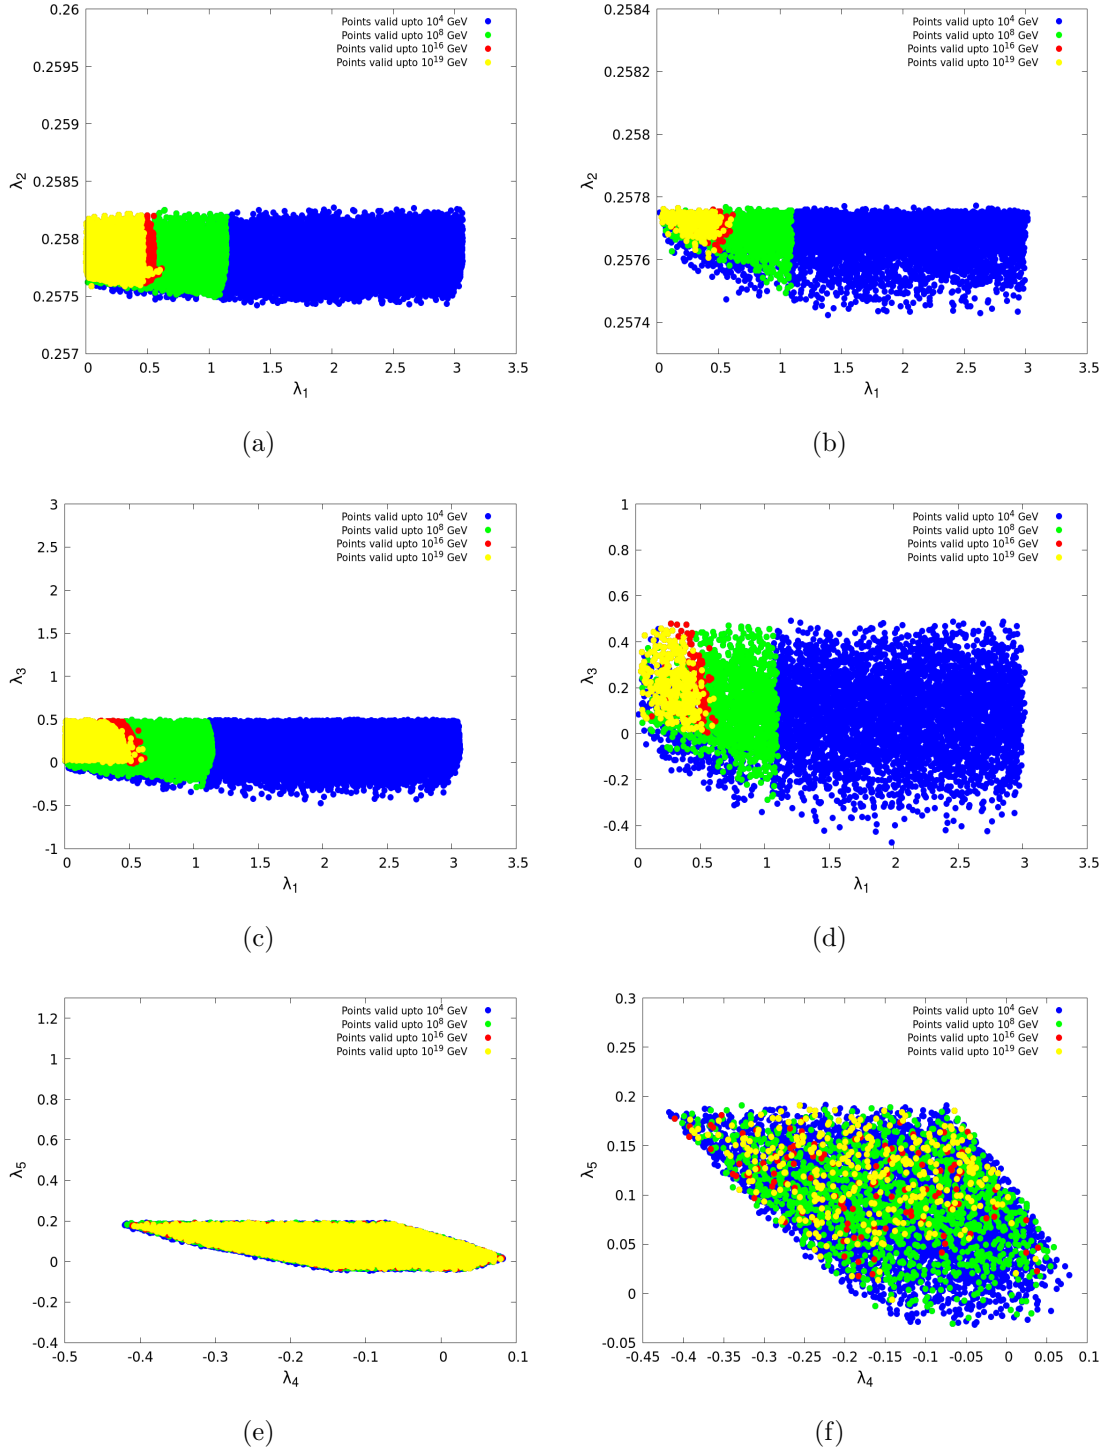 0.26
0.2595
0.259
0.2585
0.258
0.2575
0.257
λ2
Points valid upto 10^4 GeV
Points valid upto 10^8 GeV
Points valid upto 10^16 GeV
Points valid upto 10^19 GeV
0 0.5 1 1.5 2 2.5 3 3.5
λ1
(a)
0.2584
0.2582
0.258
0.2578
0.2576
0.2574
λ2
Points valid upto 10^4 GeV
Points valid upto 10^8 GeV
Points valid upto 10^16 GeV
Points valid upto 10^19 GeV
0 0.5 1 1.5 2 2.5 3 3.5
λ1
(b)
3
2.5
2
1.5
1
0.5
0
-0.5
-1
λ3
Points valid upto 10^4 GeV
Points valid upto 10^8 GeV
Points valid upto 10^16 GeV
Points valid upto 10^19 GeV
0 0.5 1 1.5 2 2.5 3 3.5
λ1
(c)
1
0.8
0.6
0.4
0.2
0
-0.2
-0.4
λ3
Points valid upto 10^4 GeV
Points valid upto 10^8 GeV
Points valid upto 10^16 GeV
Points valid upto 10^19 GeV
0 0.5 1 1.5 2 2.5 3 3.5
λ1
(d)
1.2
1
0.8
0.6
0.4
0.2
0
-0.2
-0.4
λ5
Points valid upto 10^4 GeV
Points valid upto 10^8 GeV
Points valid upto 10^16 GeV
Points valid upto 10^19 GeV
-0.5 -0.4 -0.3 -0.2 -0.1 0 0.1
λ4
(e)
0.3
0.25
0.2
0.15
0.1
0.05
0
-0.05
λ5
Points valid upto 10^4 GeV
Points valid upto 10^8 GeV
Points valid upto 10^16 GeV
Points valid upto 10^19 GeV
-0.45 -0.4 -0.35 -0.3 -0.25 -0.2 -0.15 -0.1 -0.05 0 0.05 0.1
λ4
(f)